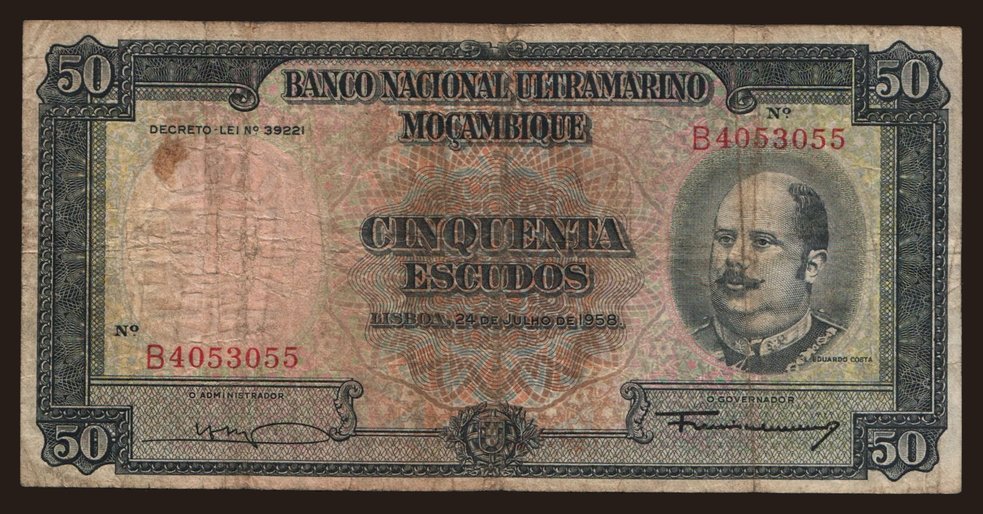 50
50
BANCO NACIONAL ULTRAMARINO
MOÇAMBIQUE
DECRETO-LEI Nº 39221
Nº
B4053055
CINQUENTA
ESCUDOS
LISBOA, 24 DE JULHO DE 1958
EDUARDO COSTA
Nº
B4053055
O ADMINISTRADOR
O GOVERNADOR
50
50